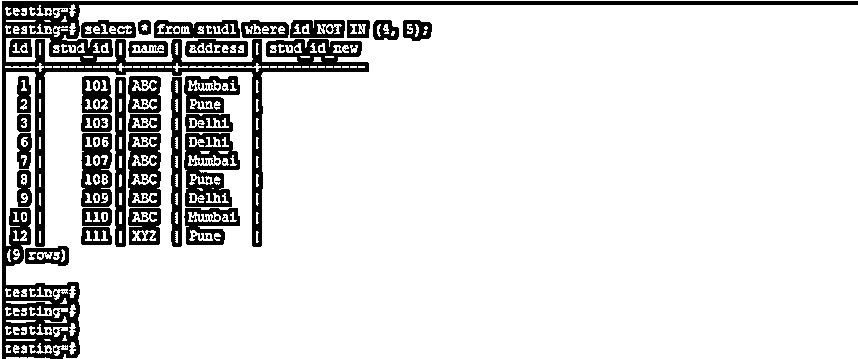 testing=#
testing=# select * from stud1 where id NOT IN (4, 5);
id | stud_id | name | address | stud_id_new
----+---------+------+---------+-------------
1 | 101 | ABC | Mumbai |
2 | 102 | ABC | Pune |
3 | 103 | ABC | Delhi |
6 | 106 | ABC | Delhi |
7 | 107 | ABC | Mumbai |
8 | 108 | ABC | Pune |
9 | 109 | ABC | Delhi |
10 | 110 | ABC | Mumbai |
12 | 111 | XYZ | Pune |
(9 rows)
testing=#
testing=#
testing=#
testing=#